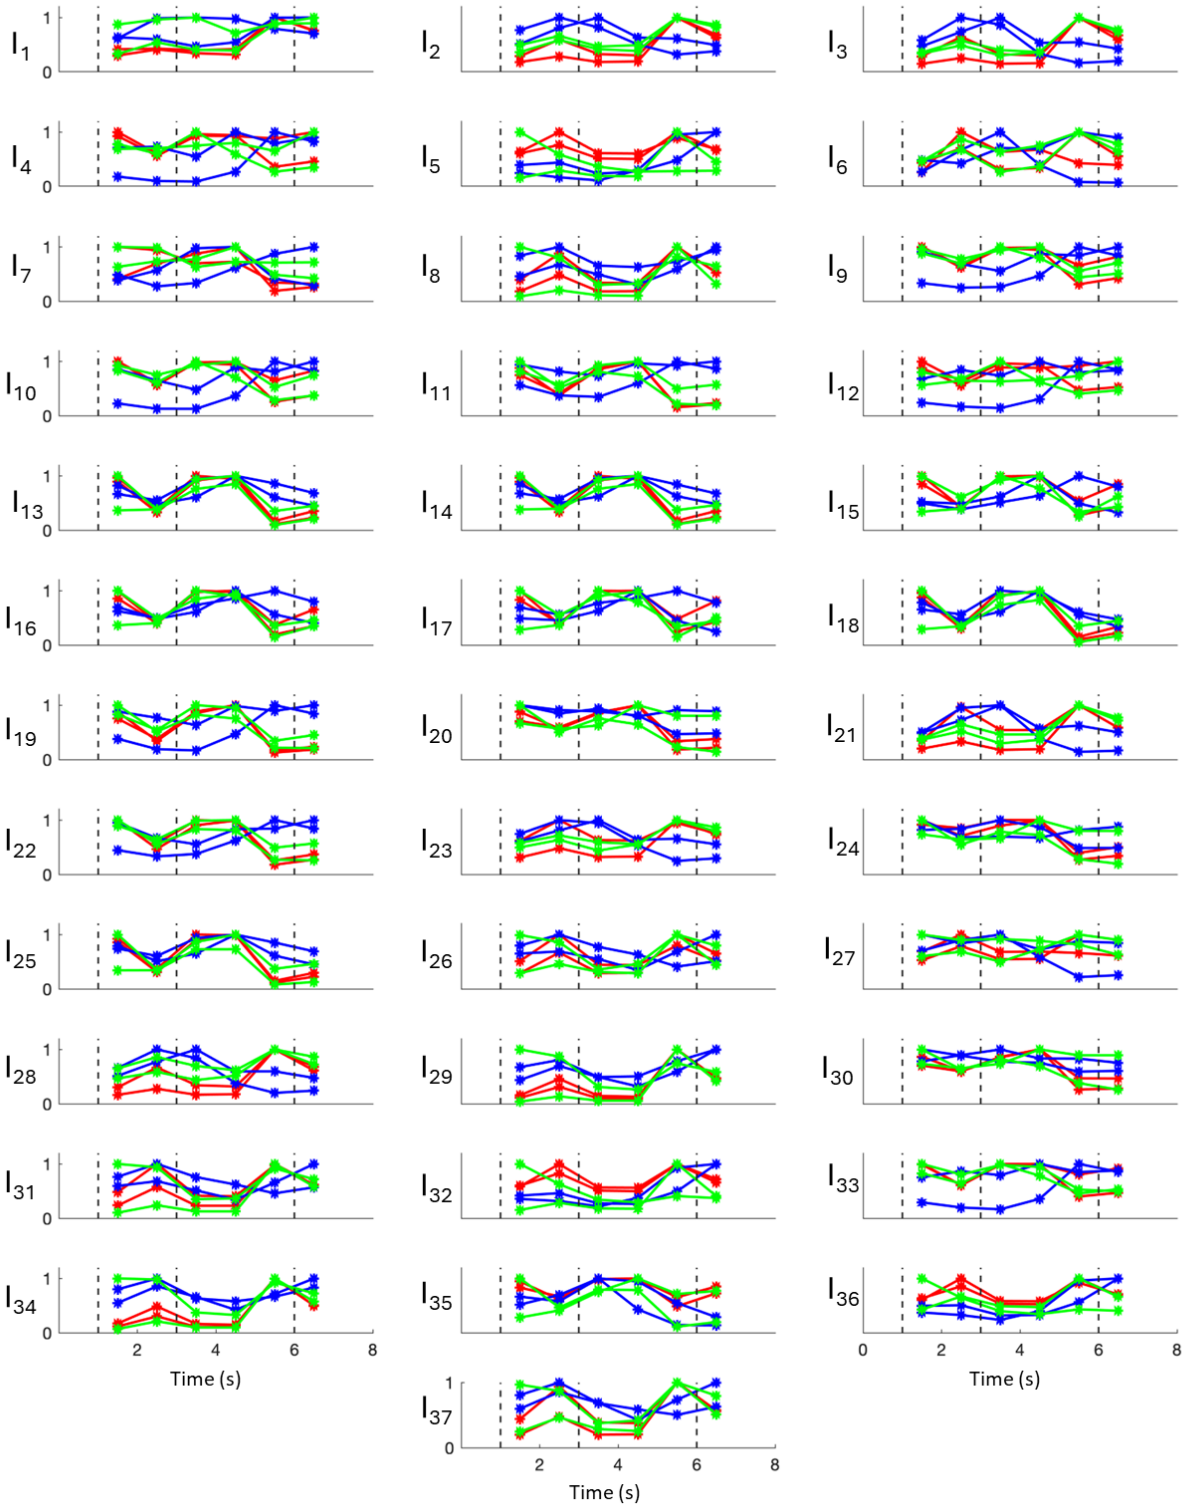 I1 1 0
I2
I3
I4 1 0
I5
I6
I7 1 0
I8
I9
I10 1 0
I11
I12
I13 1 0
I14
I15
I16 1 0
I17
I18
I19 1 0
I20
I21
I22 1 0
I23
I24
I25 1 0
I26
I27
I28 1 0
I29
I30
I31 1 0
I32
I33
I34 1 0
I35
I36
2 4 6 8
0 2 4 6 8
Time (s)
Time (s)
I37 1 0
2 4 6 8
Time (s)